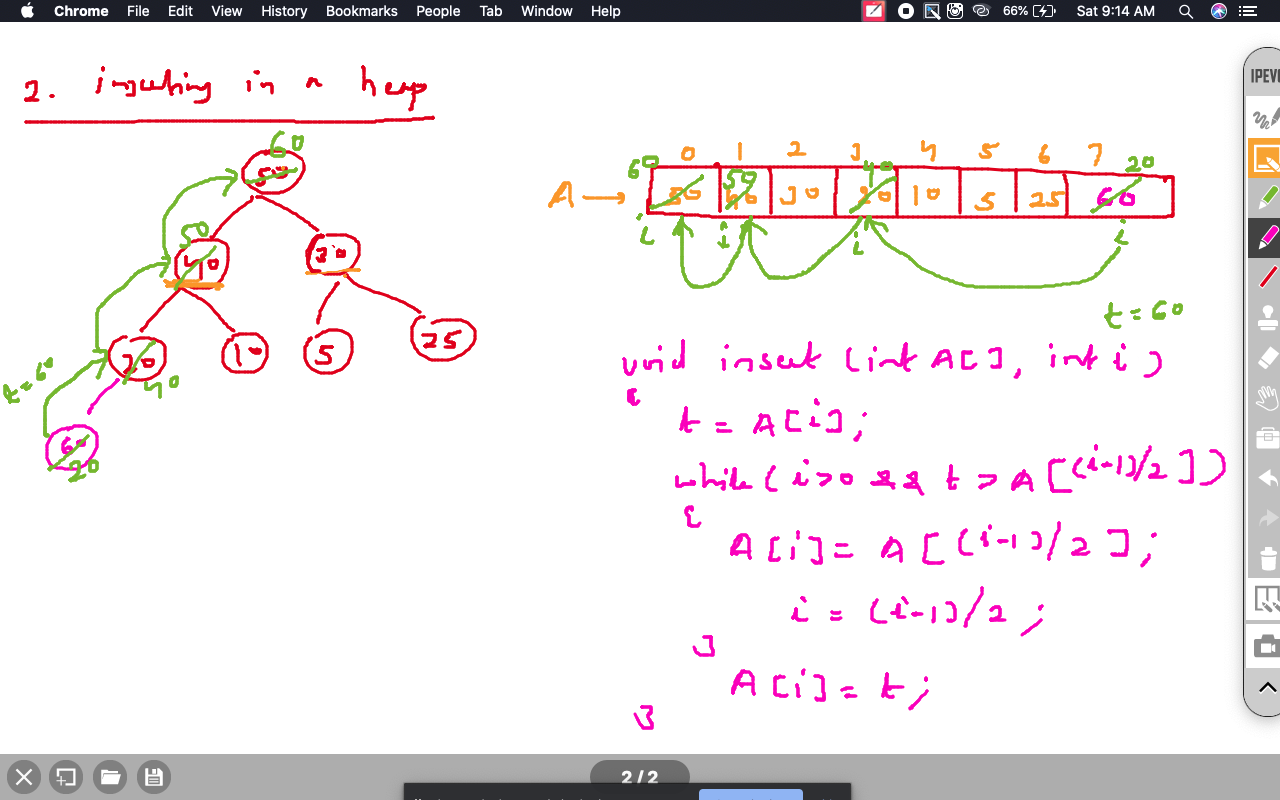 Chrome File Edit View History Bookmarks People Tab Window Help 66% Sat 9:14 AM
IPEV
2. inserting in a heap
60
50
50
40
30
20
10
5
25
40
t=60
60
20
0 1 2 3 4 5 6 7
60 50 40 20
A → 50 40 30 20 10 5 25 60
i i i i
t = 60
void insert (int A[], int i)
{
t = A[i];
while (i>0 && t > A[(i-1)/2])
{
A[i] = A[(i-1)/2];
i = (i-1)/2;
}
A[i] = t;
}
2 / 2